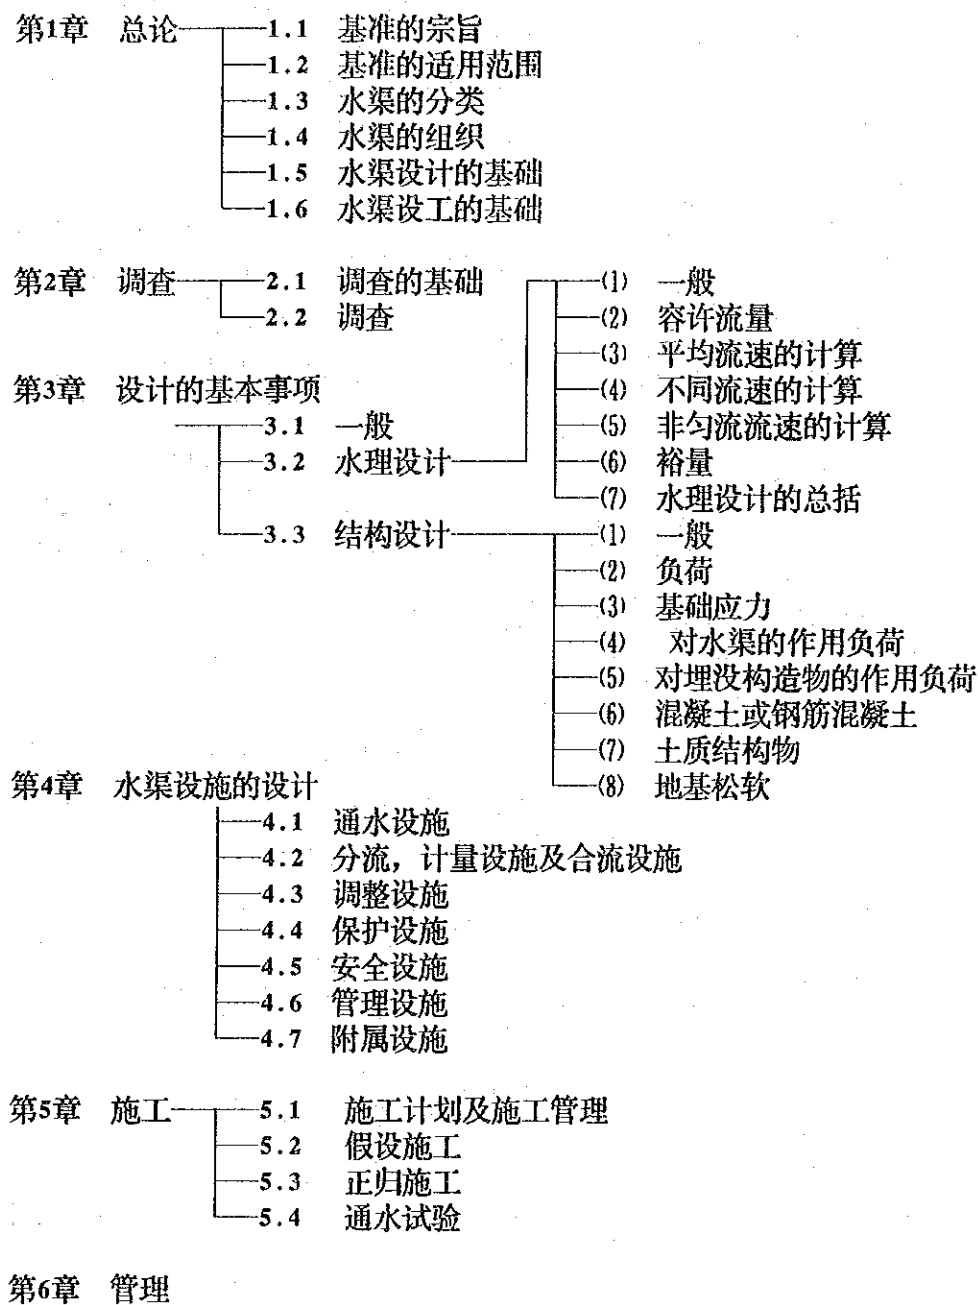 第1章 总论 1.1 基准的宗旨
1.2 基准的适用范围
1.3 水渠的分类
1.4 水渠的组织
1.5 水渠设计的基础
1.6 水渠设工的基础
第2章 调查 2.1 调查的基础
2.2 调查
第3章 设计的基本事项
3.1 一般
3.2 水理设计
(1) 一般
(2) 容许流量
(3) 平均流速的计算
(4) 不同流速的计算
(5) 非匀流流速的计算
(6) 裕量
(7) 水理设计的总括
3.3 结构设计
(1) 一般
(2) 负荷
(3) 基础应力
(4) 对水渠的作用负荷
(5) 对埋没构造物的作用负荷
(6) 混凝土或钢筋混凝土
(7) 土质结构物
(8) 地基松软
第4章 水渠设施的设计
4.1 通水设施
4.2 分流，计量设施及合流设施
4.3 调整设施
4.4 保护设施
4.5 安全设施
4.6 管理设施
4.7 附属设施
第5章 施工 5.1 施工计划及施工管理
5.2 假设施工
5.3 正归施工
5.4 通水试验
第6章 管理